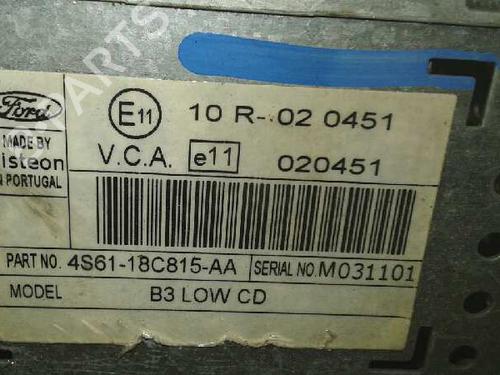 Ford
E11
10 R- 02 0451
MADE BY
isteon
N PORTUGAL
V.C.A. e11 020451
PART NO. 4S61-18C815-AA SERIAL NO. M031101
MODEL B3 LOW CD